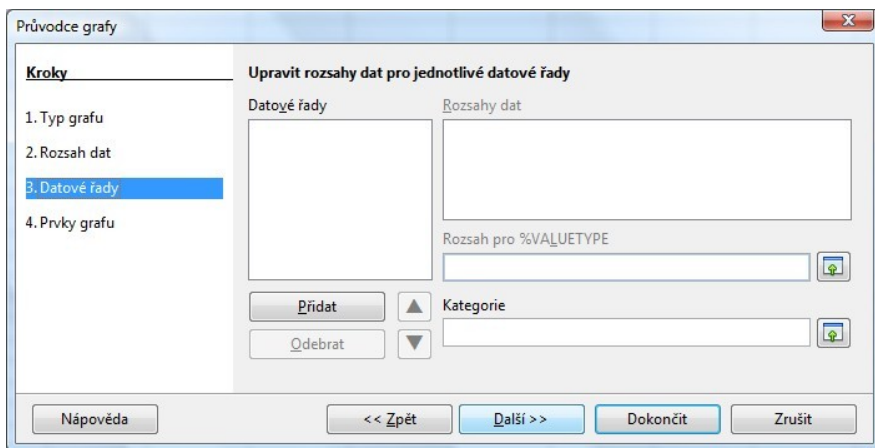 Průvodce grafy
Kroky
1. Typ grafu
2. Rozsah dat
3. Datové řady
4. Prvky grafu
Upravit rozsahy dat pro jednotlivé datové řady
Datové řady
Rozsahy dat
Rozsah pro %VALUETYPE
Přidat
Odebrat
Kategorie
Nápověda
<< Zpět
Další >>
Dokončit
Zrušit